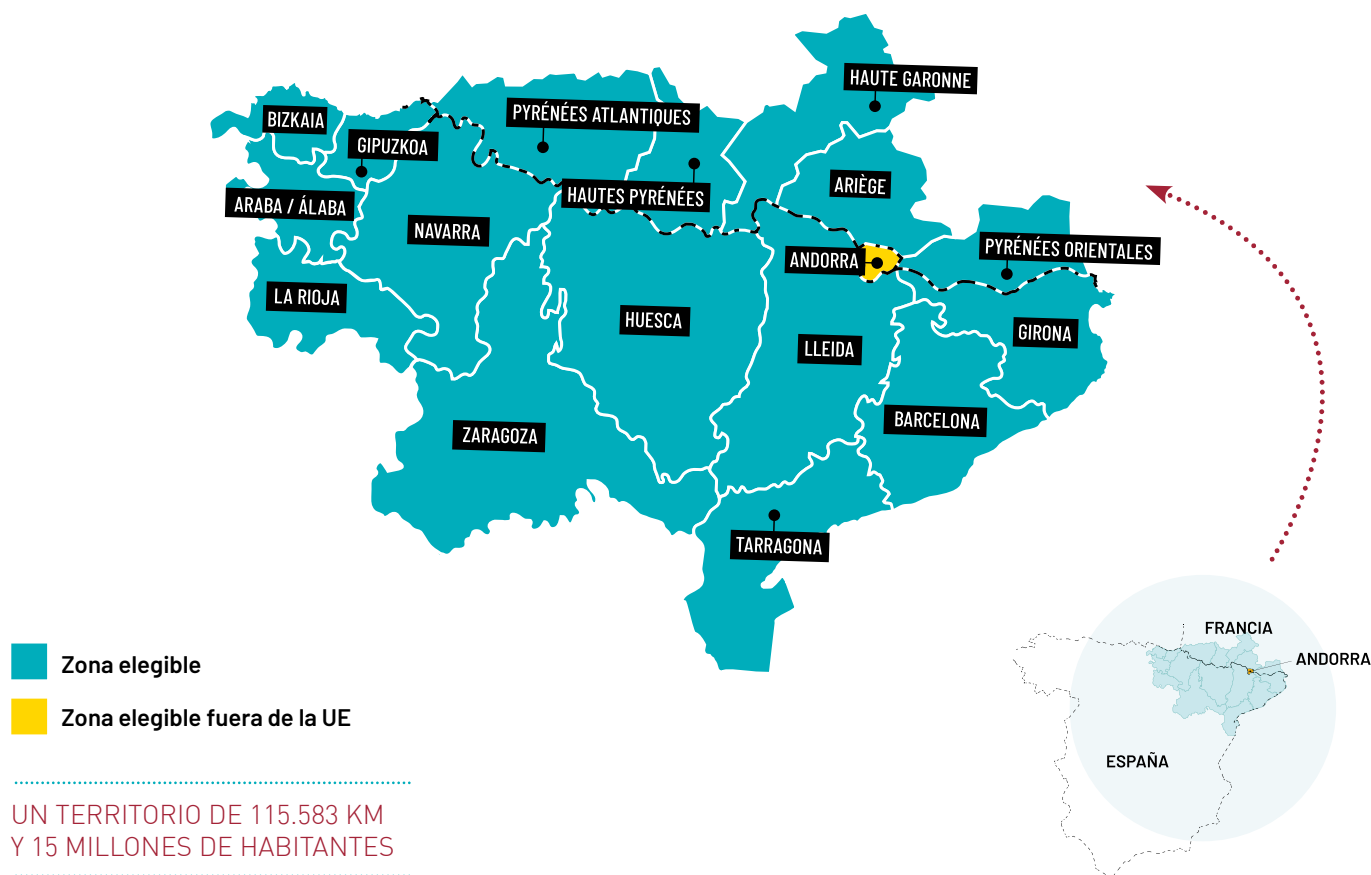 HAUTE GARONNE
PYRÉNÉES ATLANTIQUES
BIZKAIA
GIPUZKOA
ARIÈGE
HAUTES PYRÉNÉES
ARABA / ÁLABA
NAVARRA
PYRÉNÉES ORIENTALES
ANDORRA
LA RIOJA
HUESCA
GIRONA
LLEIDA
BARCELONA
ZARAGOZA
TARRAGONA
FRANCIA
ANDORRA
ESPAÑA
Zona elegible
Zona elegible fuera de la UE
UN TERRITORIO DE 115.583 KM
Y 15 MILLONES DE HABITANTES